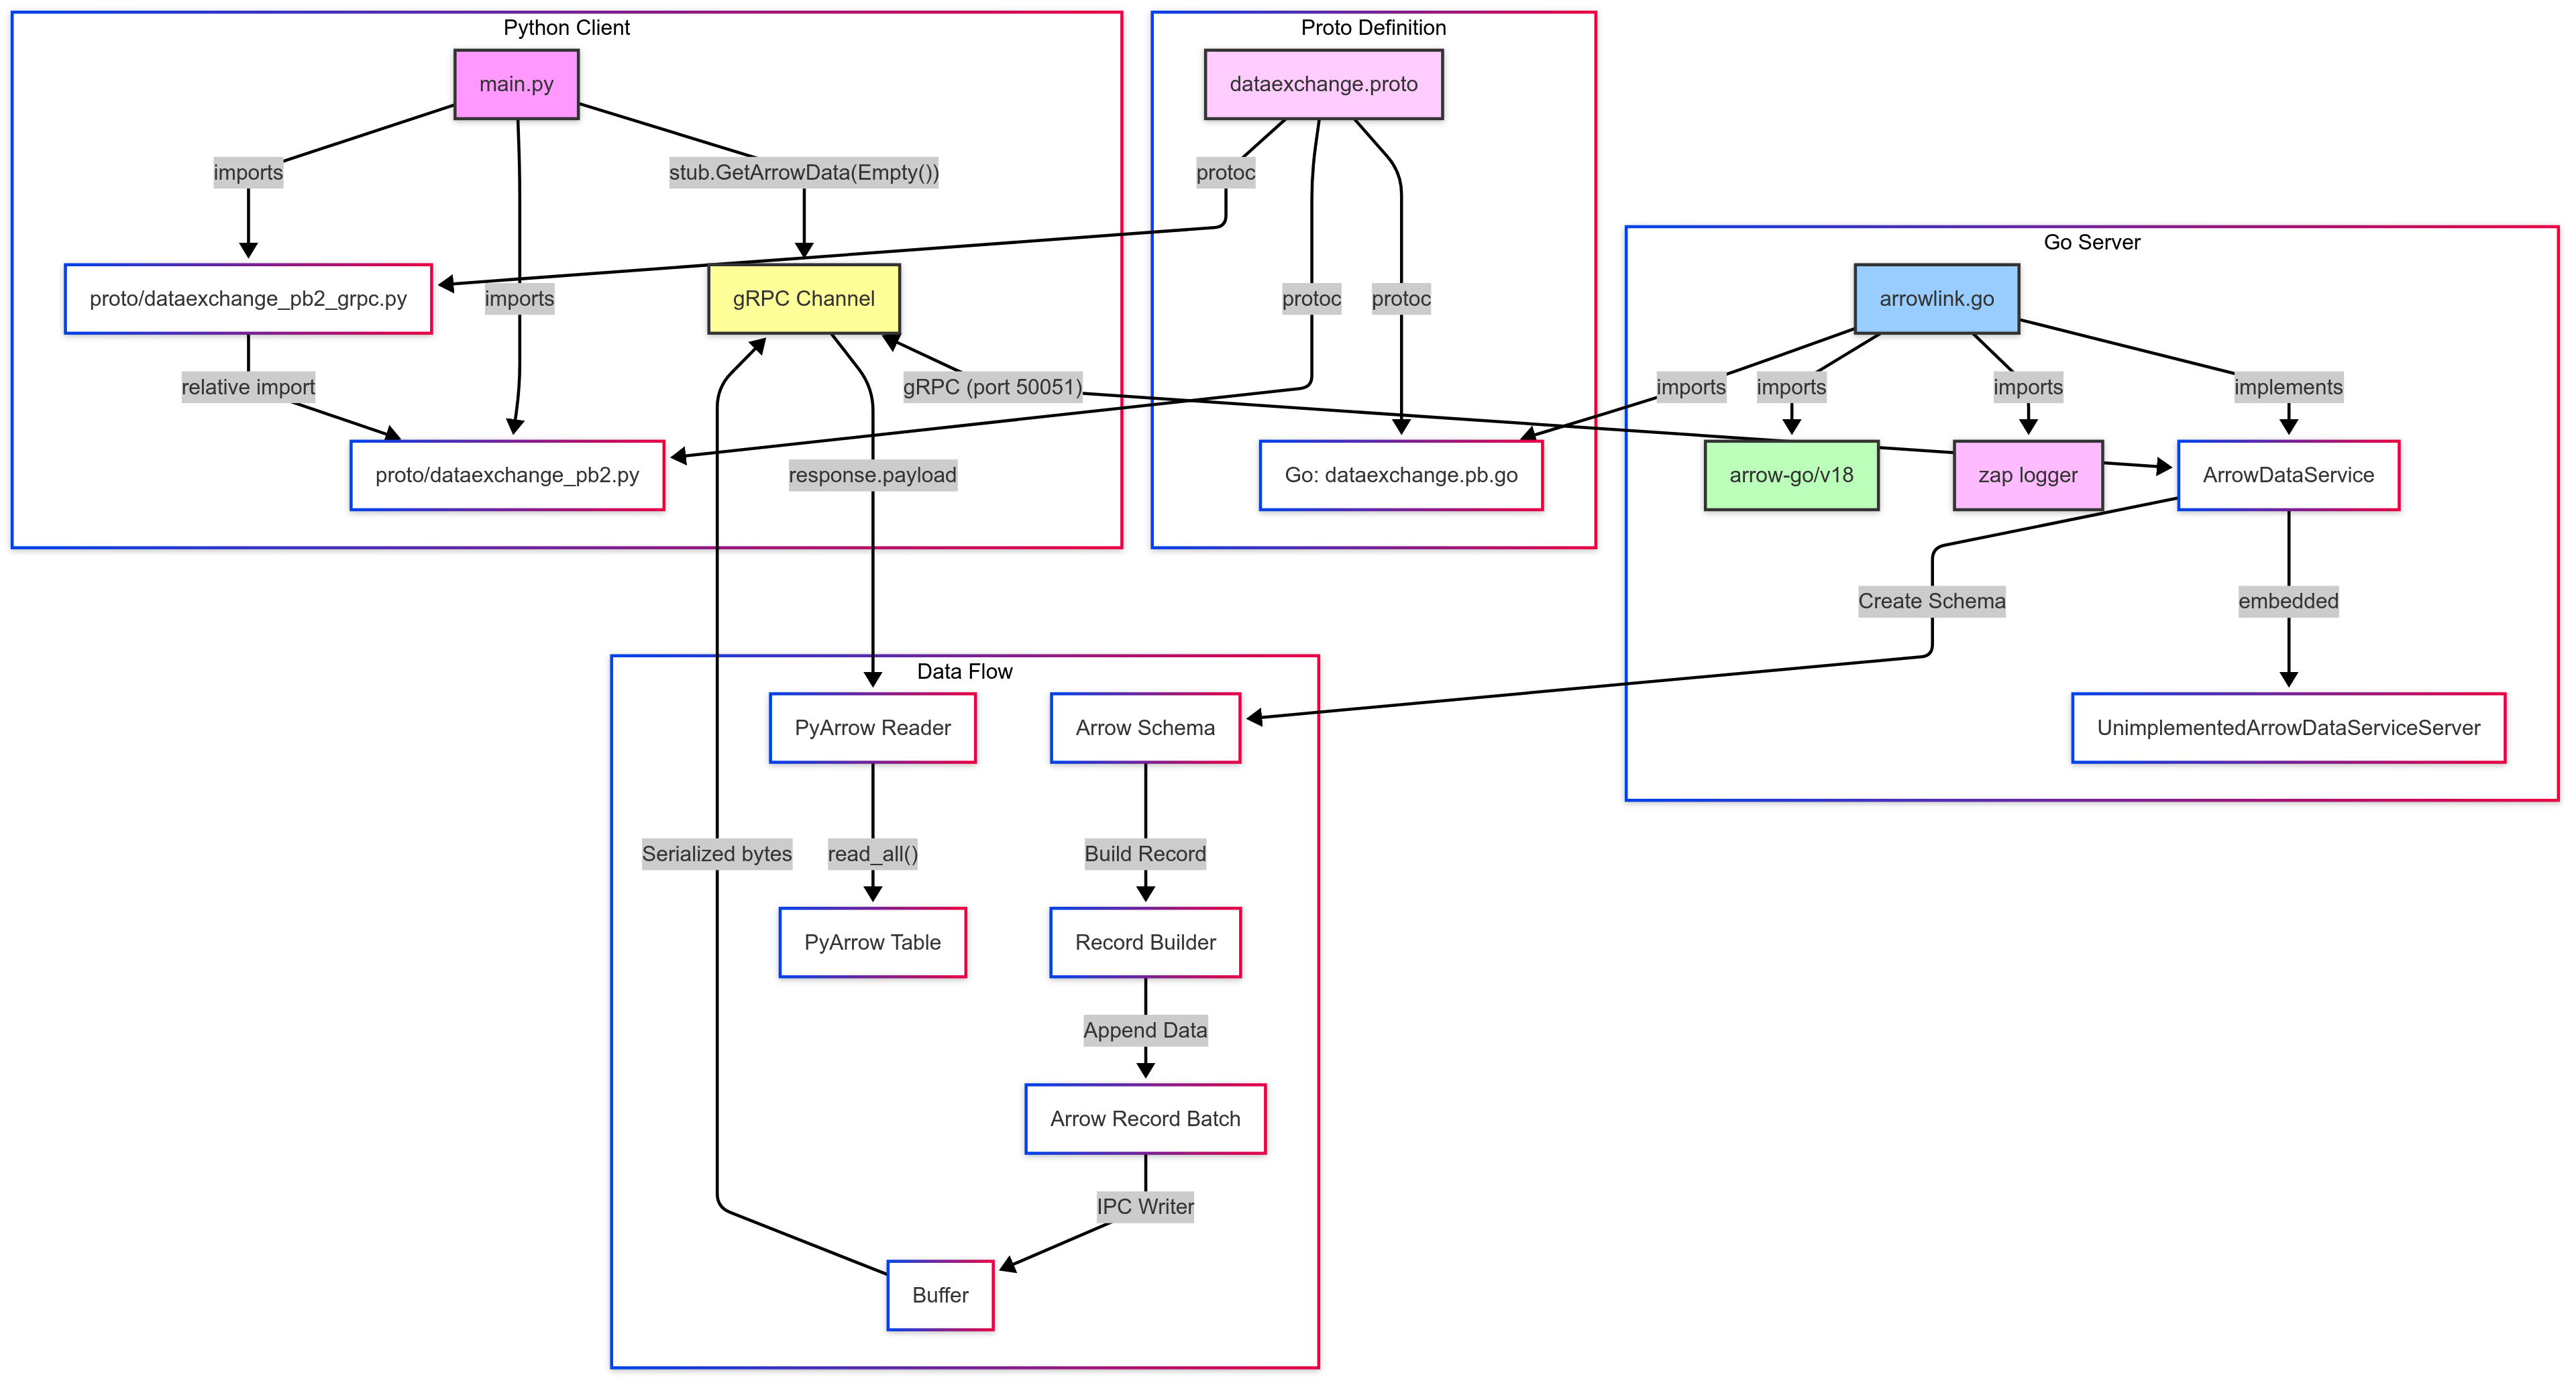 Python Client
main.py
imports
stub.GetArrowData(Empty())
proto/dataexchange_pb2_grpc.py
imports
gRPC Channel
relative import
gRPC (port 50051)
proto/dataexchange_pb2.py
response.payload
Proto Definition
dataexchange.proto
protoc
protoc
protoc
Go: dataexchange.pb.go
Go Server
arrowlink.go
imports
imports
imports
implements
arrow-go/v18
zap logger
ArrowDataService
Create Schema
embedded
UnimplementedArrowDataServiceServer
Data Flow
PyArrow Reader
Arrow Schema
Serialized bytes
read_all()
Build Record
PyArrow Table
Record Builder
Append Data
Arrow Record Batch
IPC Writer
Buffer